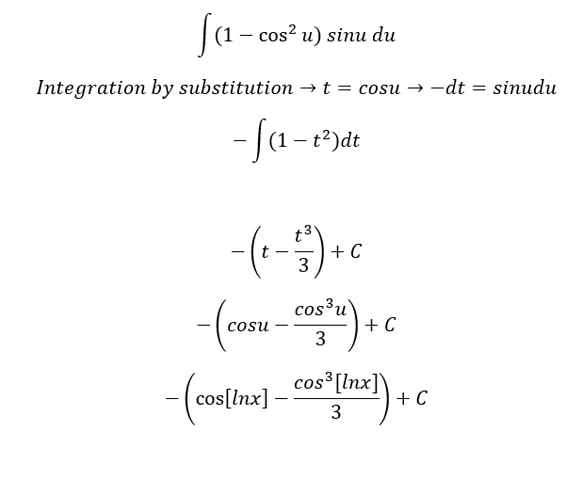 ∫(1 − cos² u) sinu du
Integration by substitution → t = cosu → −dt = sinudu
−∫(1 − t²)dt
−(t − t³/3) + C
−(cosu − cos³u/3) + C
−(cos[lnx] − cos³[lnx]/3) + C